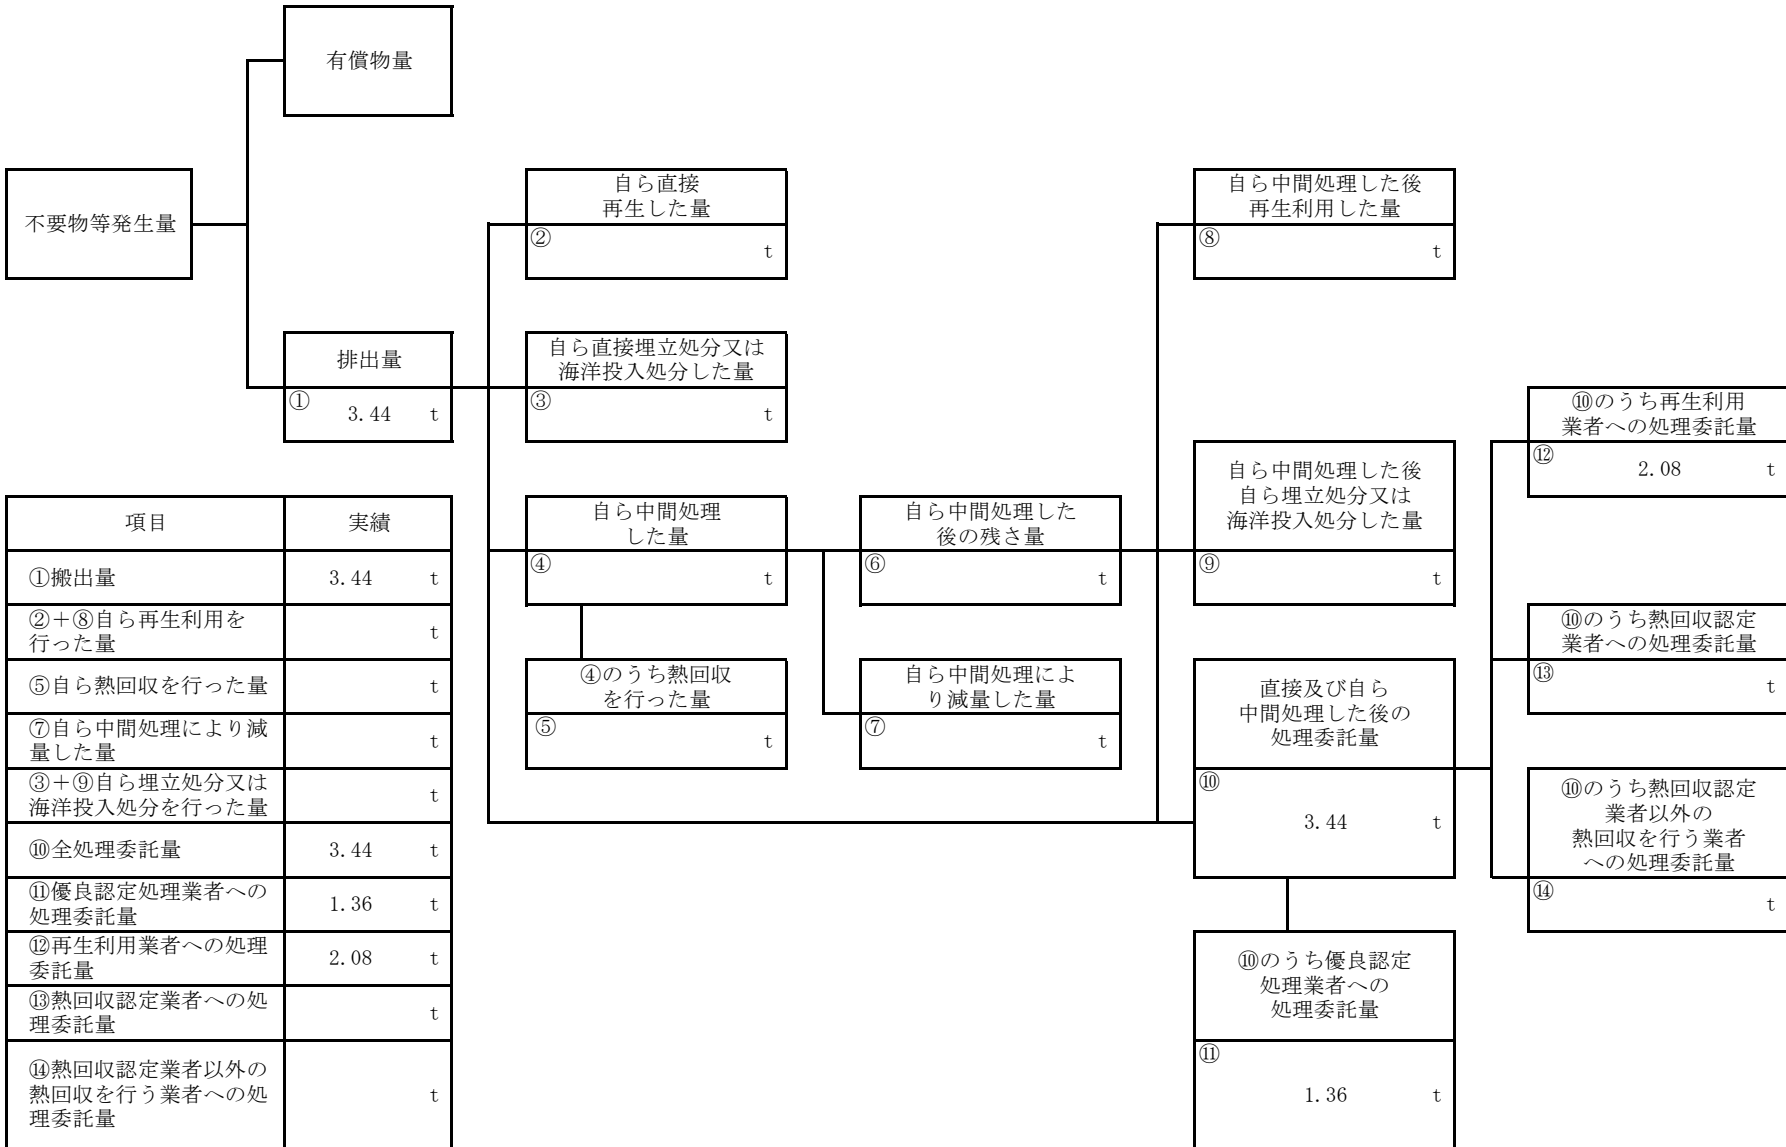 有償物量
不要物等発生量
自ら直接
再生した量
②
t
自ら中間処理した後
再生利用した量
⑧
t
排出量
① 3.44 t
自ら直接埋立処分又は
海洋投入処分した量
③
t
⑩のうち再生利用
業者への処理委託量
⑫ 2.08 t
自ら中間処理した後
自ら埋立処分又は
海洋投入処分した量
⑨
t
自ら中間処理
した量
④
t
自ら中間処理した
後の残さ量
⑥
t
⑩のうち熱回収認定
業者への処理委託量
⑬
t
④のうち熱回収
を行った量
⑤
t
自ら中間処理によ
り減量した量
⑦
t
直接及び自ら
中間処理した後の
処理委託量
⑩
3.44 t
⑩のうち熱回収認定
業者以外の
熱回収を行う業者
への処理委託量
⑭
t
⑩のうち優良認定
処理業者への
処理委託量
⑪
1.36 t
項目 実績
①搬出量 3.44 t
②+⑧自ら再生利用を
行った量 t
⑤自ら熱回収を行った量 t
⑦自ら中間処理により減
量した量 t
③+⑨自ら埋立処分又は
海洋投入処分を行った量 t
⑩全処理委託量 3.44 t
⑪優良認定処理業者への
処理委託量 1.36 t
⑫再生利用業者への処理
委託量 2.08 t
⑬熱回収認定業者への処
理委託量 t
⑭熱回収認定業者以外の
熱回収を行う業者への処
理委託量 t